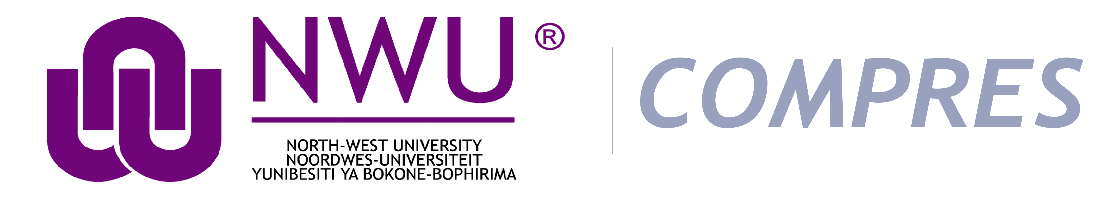 NWU®
NORTH-WEST UNIVERSITY
NOORDWES-UNIVERSITEIT
YUNIBESITI YA BOKONE-BOPHIRIMA
COMPRES